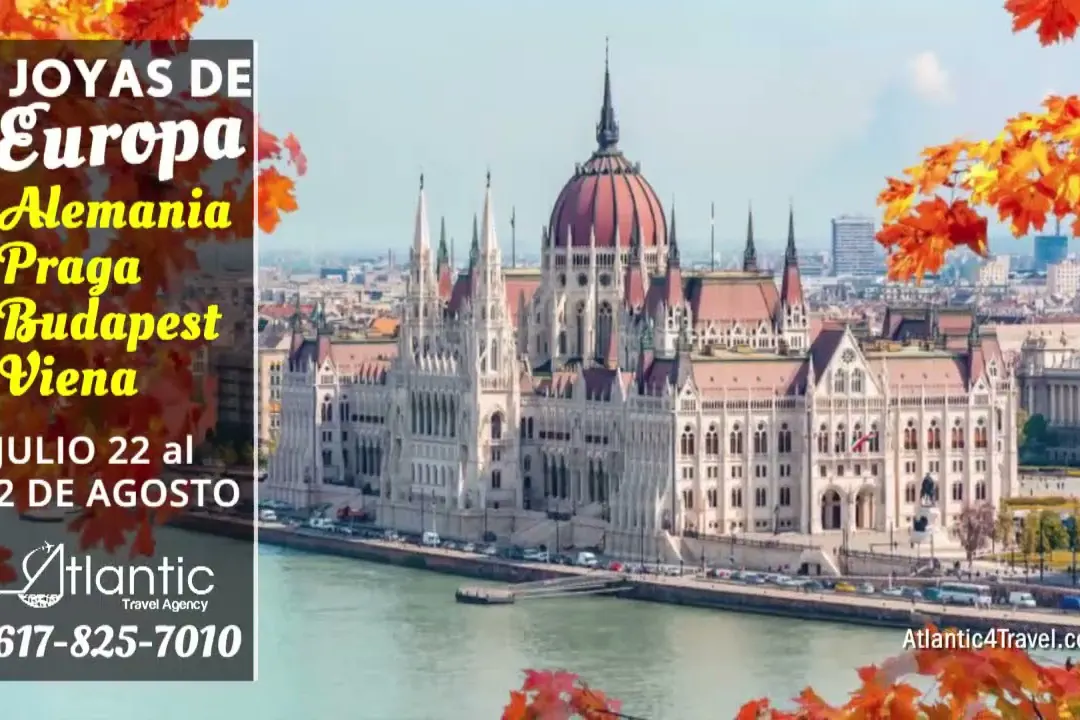 JOYAS DE
Europa
Alemania
Praga
Budapest
Viena
JULIO 22 al
2 DE AGOSTO
Atlantic
Travel Agency
617-825-7010
Atlantic4Travel.co